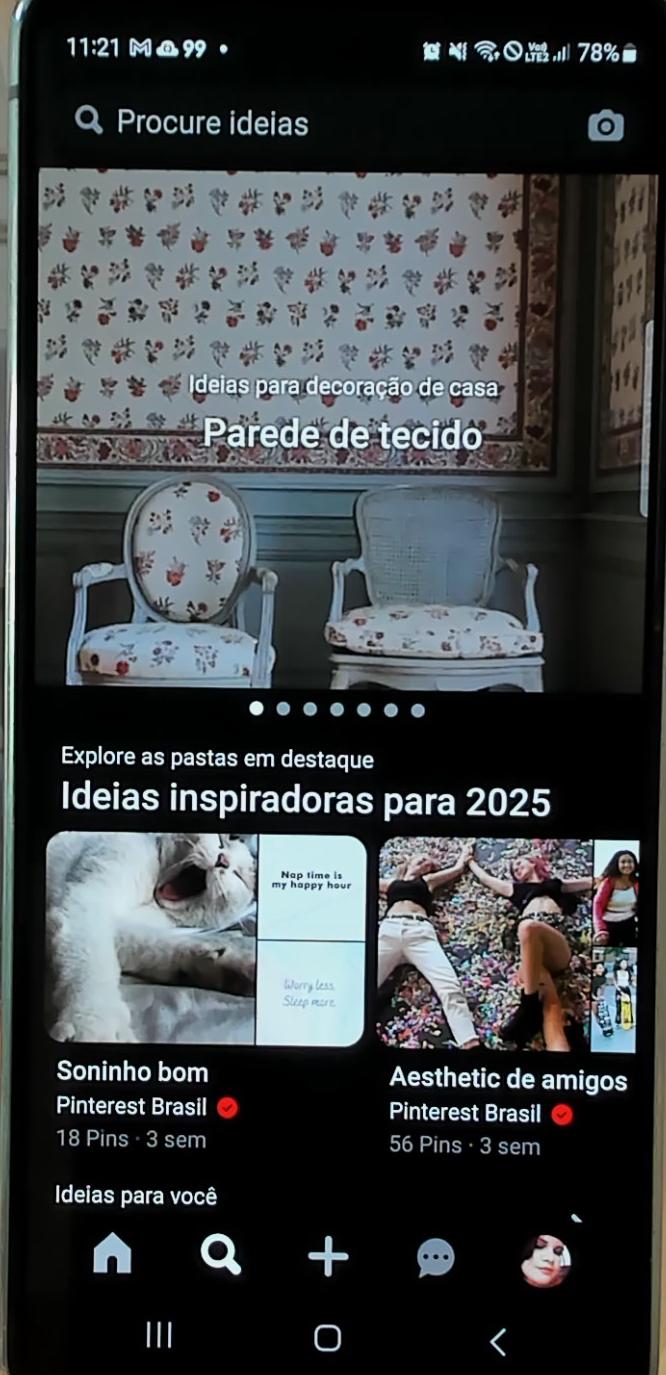 11:21 99
Vo) LTE2 78%
Procure ideias
Ideias para decoração de casa
Parede de tecido
Explore as pastas em destaque
Ideias inspiradoras para 2025
Nap time is
my happy hour
Worry less
Sleep more
Soninho bom
Pinterest Brasil
18 Pins · 3 sem
Aesthetic de amigos
Pinterest Brasil
56 Pins · 3 sem
Ideias para você